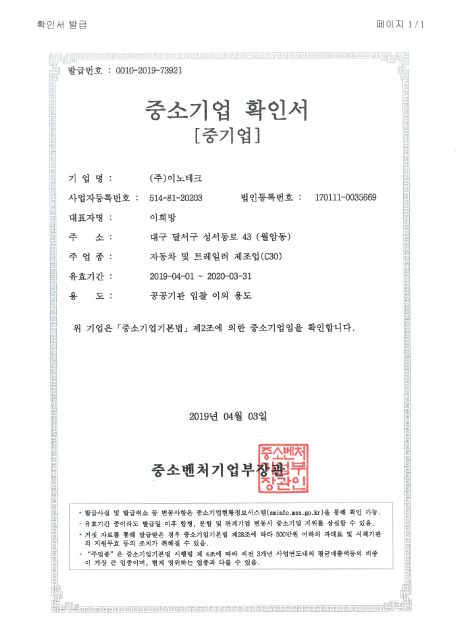 확인서 발급
페이지 1 / 1
발급번호 : 0010-2019-73921
중소기업 확인서
[중기업]
기 업 명 : (주)이노테크
사업자등록번호 : 514-81-20203 법인등록번호 : 170111-0035669
대표자명 : 이희방
주 소 : 대구 달서구 성서동로 43 (월암동)
주 업 종 : 자동차 및 트레일러 제조업(C30)
유효기간 : 2019-04-01 ~ 2020-03-31
용 도 : 공공기관 입찰 이외 용도
위 기업은「중소기업기본법」제2조에 의한 중소기업임을 확인합니다.
2019년 04월 03일
중소벤처기업부장관
중소벤처
기업부
장관인
• 발급사실 및 발급취소 등 변동사항은 중소기업현황정보시스템(sminfo.mss.go.kr)을 통해 확인 가능.
• 유효기간 중이라도 발급일 이후 합병, 분할 및 관계기업 변동시 중소기업 지위를 상실할 수 있음.
• 거짓 자료를 통해 발급받은 경우 중소기업기본법 제28조에 따라 500만원 이하의 과태료 및 시책기관
의 지원무효 등의 조치가 취해질 수 있음.
• "주업종" 은 중소기업기본법 시행령 제 4조에 따라 직전 3개년 사업연도내의 평균매출액등의 비중
이 가장 큰 업종이며, 현재 영위하는 업종과 다를 수 있음.